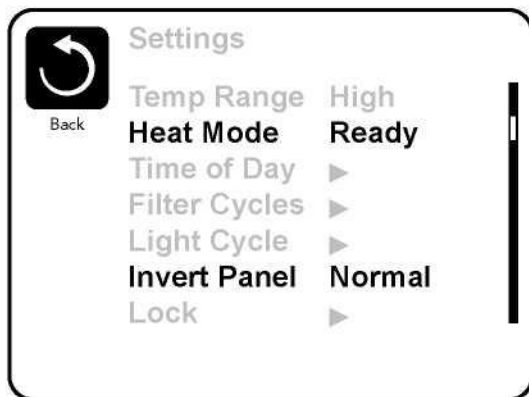 Settings
Back
Temp Range High
Heat Mode Ready
Time of Day ▶
Filter Cycles ▶
Light Cycle ▶
Invert Panel Normal
Lock ▶